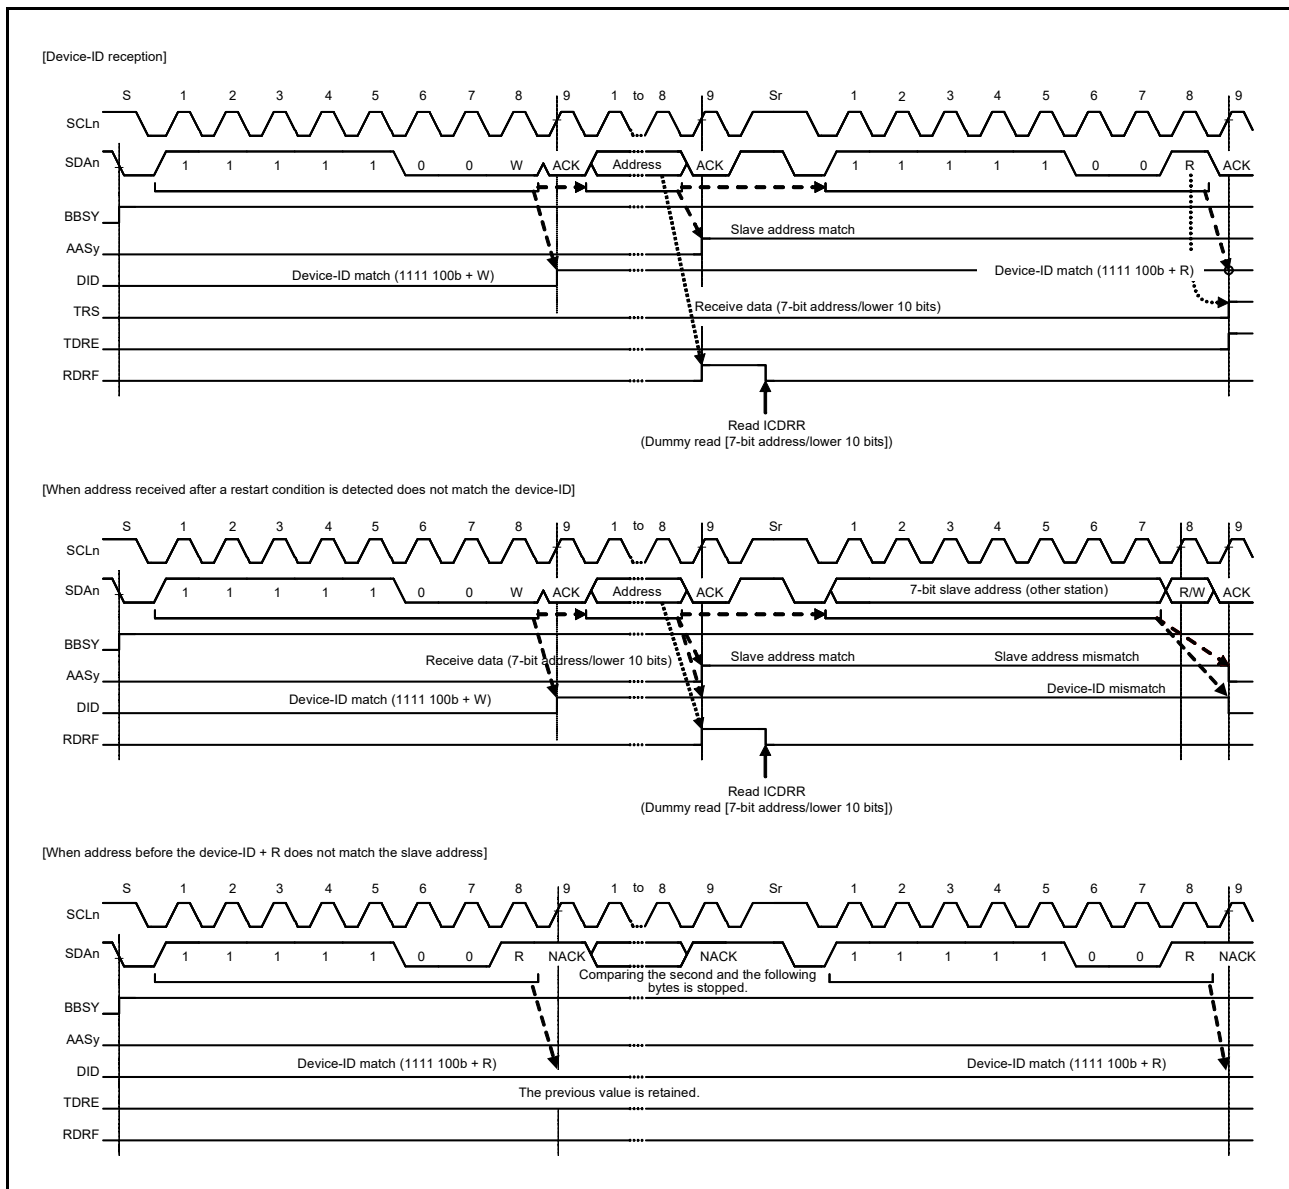 [Device-ID reception]
S 1 2 3 4 5 6 7 8 9 1 to 8 9 Sr 1 2 3 4 5 6 7 8 9
SCLn
SDAn 1 1 1 1 1 0 0 W ACK Address ACK 1 1 1 1 1 0 0 R ACK
BBSY
Slave address match
AASy
Device-ID match (1111 100b + W) Device-ID match (1111 100b + R)
DID
TRS Receive data (7-bit address/lower 10 bits)
TDRE
RDRF
Read ICDRR
(Dummy read [7-bit address/lower 10 bits])
[When address received after a restart condition is detected does not match the device-ID]
S 1 2 3 4 5 6 7 8 9 1 to 8 9 Sr 1 2 3 4 5 6 7 8 9
SCLn
SDAn 1 1 1 1 1 0 0 W ACK Address ACK 7-bit slave address (other station) R/W ACK
BBSY
Receive data (7-bit address/lower 10 bits) Slave address match Slave address mismatch
AASy
Device-ID match (1111 100b + W) Device-ID mismatch
DID
RDRF
Read ICDRR
(Dummy read [7-bit address/lower 10 bits])
[When address before the device-ID + R does not match the slave address]
S 1 2 3 4 5 6 7 8 9 1 to 8 9 Sr 1 2 3 4 5 6 7 8 9
SCLn
SDAn 1 1 1 1 1 0 0 R NACK NACK 1 1 1 1 1 0 0 R NACK
Comparing the second and the following
bytes is stopped.
BBSY
AASy
Device-ID match (1111 100b + R) Device-ID match (1111 100b + R)
DID
The previous value is retained.
TDRE
RDRF